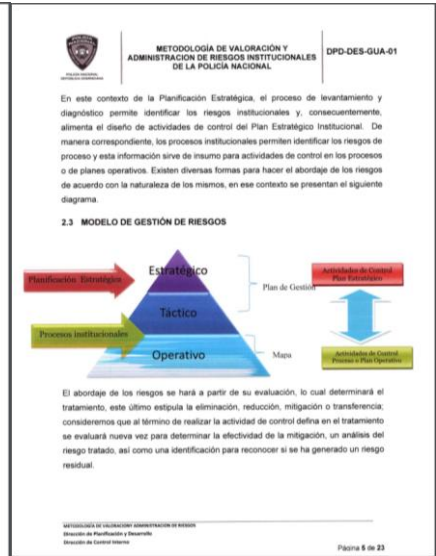 POLICÍA NACIONAL
REPÚBLICA DOMINICANA
METODOLOGÍA DE VALORACIÓN Y
ADMINISTRACION DE RIESGOS INSTITUCIONALES
DE LA POLICÍA NACIONAL
DPD-DES-GUA-01
En este contexto de la Planificación Estratégica, el proceso de levantamiento y
diagnóstico permite identificar los riesgos institucionales y, consecuentemente,
alimenta el diseño de actividades de control del Plan Estratégico Institucional. De
manera correspondiente, los procesos institucionales permiten identificar los riesgos de
proceso y esta información sirve de insumo para actividades de control en los procesos
o de planes operativos. Existen diversas formas para hacer el abordaje de los riesgos
de acuerdo con la naturaleza de los mismos, en ese contexto se presentan el siguiente
diagrama.
2.3 MODELO DE GESTIÓN DE RIESGOS
Planificación Estratégica
Estratégico
Plan de Gestión
Actividades de Control
Plan Estratégico
Táctico
Procesos institucionales
Operativo
Mapa
Actividades de Control
Proceso o Plan Operativo
El abordaje de los riesgos se hará a partir de su evaluación, lo cual determinará el
tratamiento, este último estipula la eliminación, reducción, mitigación o transferencia;
consideremos que al término de realizar la actividad de control defina en el tratamiento
se evaluará nueva vez para determinar la efectividad de la mitigación, un análisis del
riesgo tratado, así como una identificación para reconocer si se ha generado un riesgo
residual.
METODOLOGÍA DE VALORACIONY ADMINISTRACION DE RIESGOS
Dirección de Planificación y Desarrollo
Dirección de Control Interno
Página 6 de 23